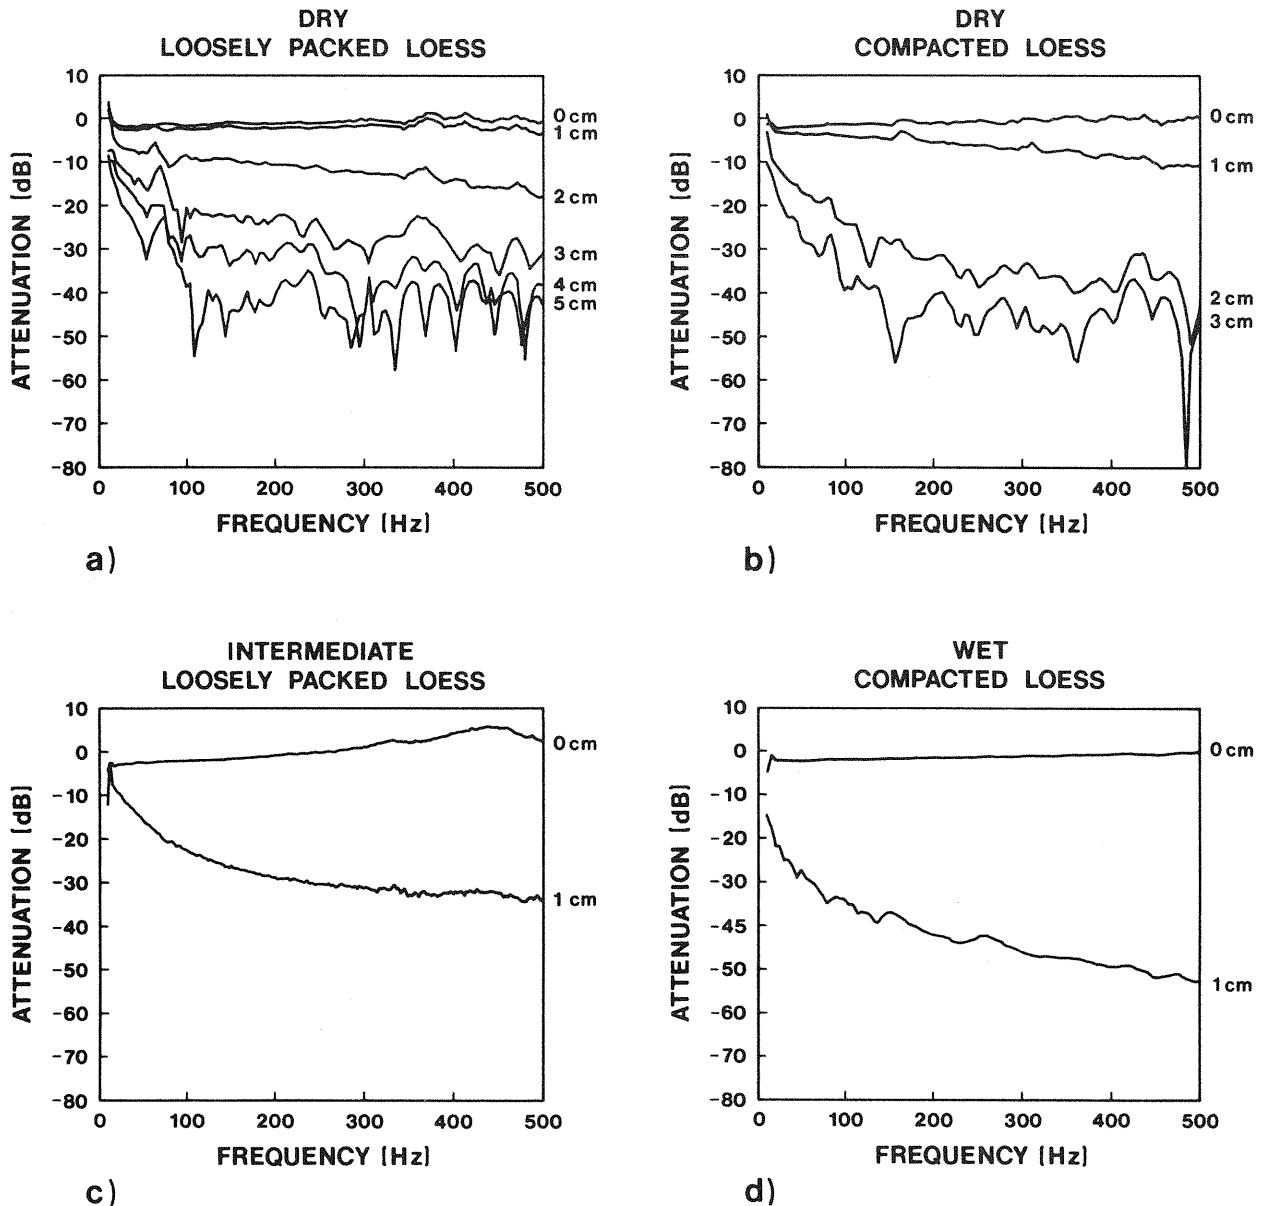 DRY
LOOSELY PACKED LOESS
10
0
-10
-20
-30
-40
-50
-60
-70
-80
ATTENUATION [dB]
0 cm
1 cm
2 cm
3 cm
4 cm
5 cm
0 100 200 300 400 500
FREQUENCY [Hz]
a)
DRY
COMPACTED LOESS
10
0
-10
-20
-30
-40
-50
-60
-70
-80
ATTENUATION [dB]
0 cm
1 cm
2 cm
3 cm
0 100 200 300 400 500
FREQUENCY [Hz]
b)
INTERMEDIATE
LOOSELY PACKED LOESS
10
0
-10
-20
-30
-40
-50
-60
-70
-80
ATTENUATION [dB]
0 cm
1 cm
0 100 200 300 400 500
FREQUENCY [Hz]
c)
WET
COMPACTED LOESS
10
0
-10
-20
-30
-45
-50
-60
-70
-80
ATTENUATION [dB]
0 cm
1 cm
0 100 200 300 400 500
FREQUENCY [Hz]
d)